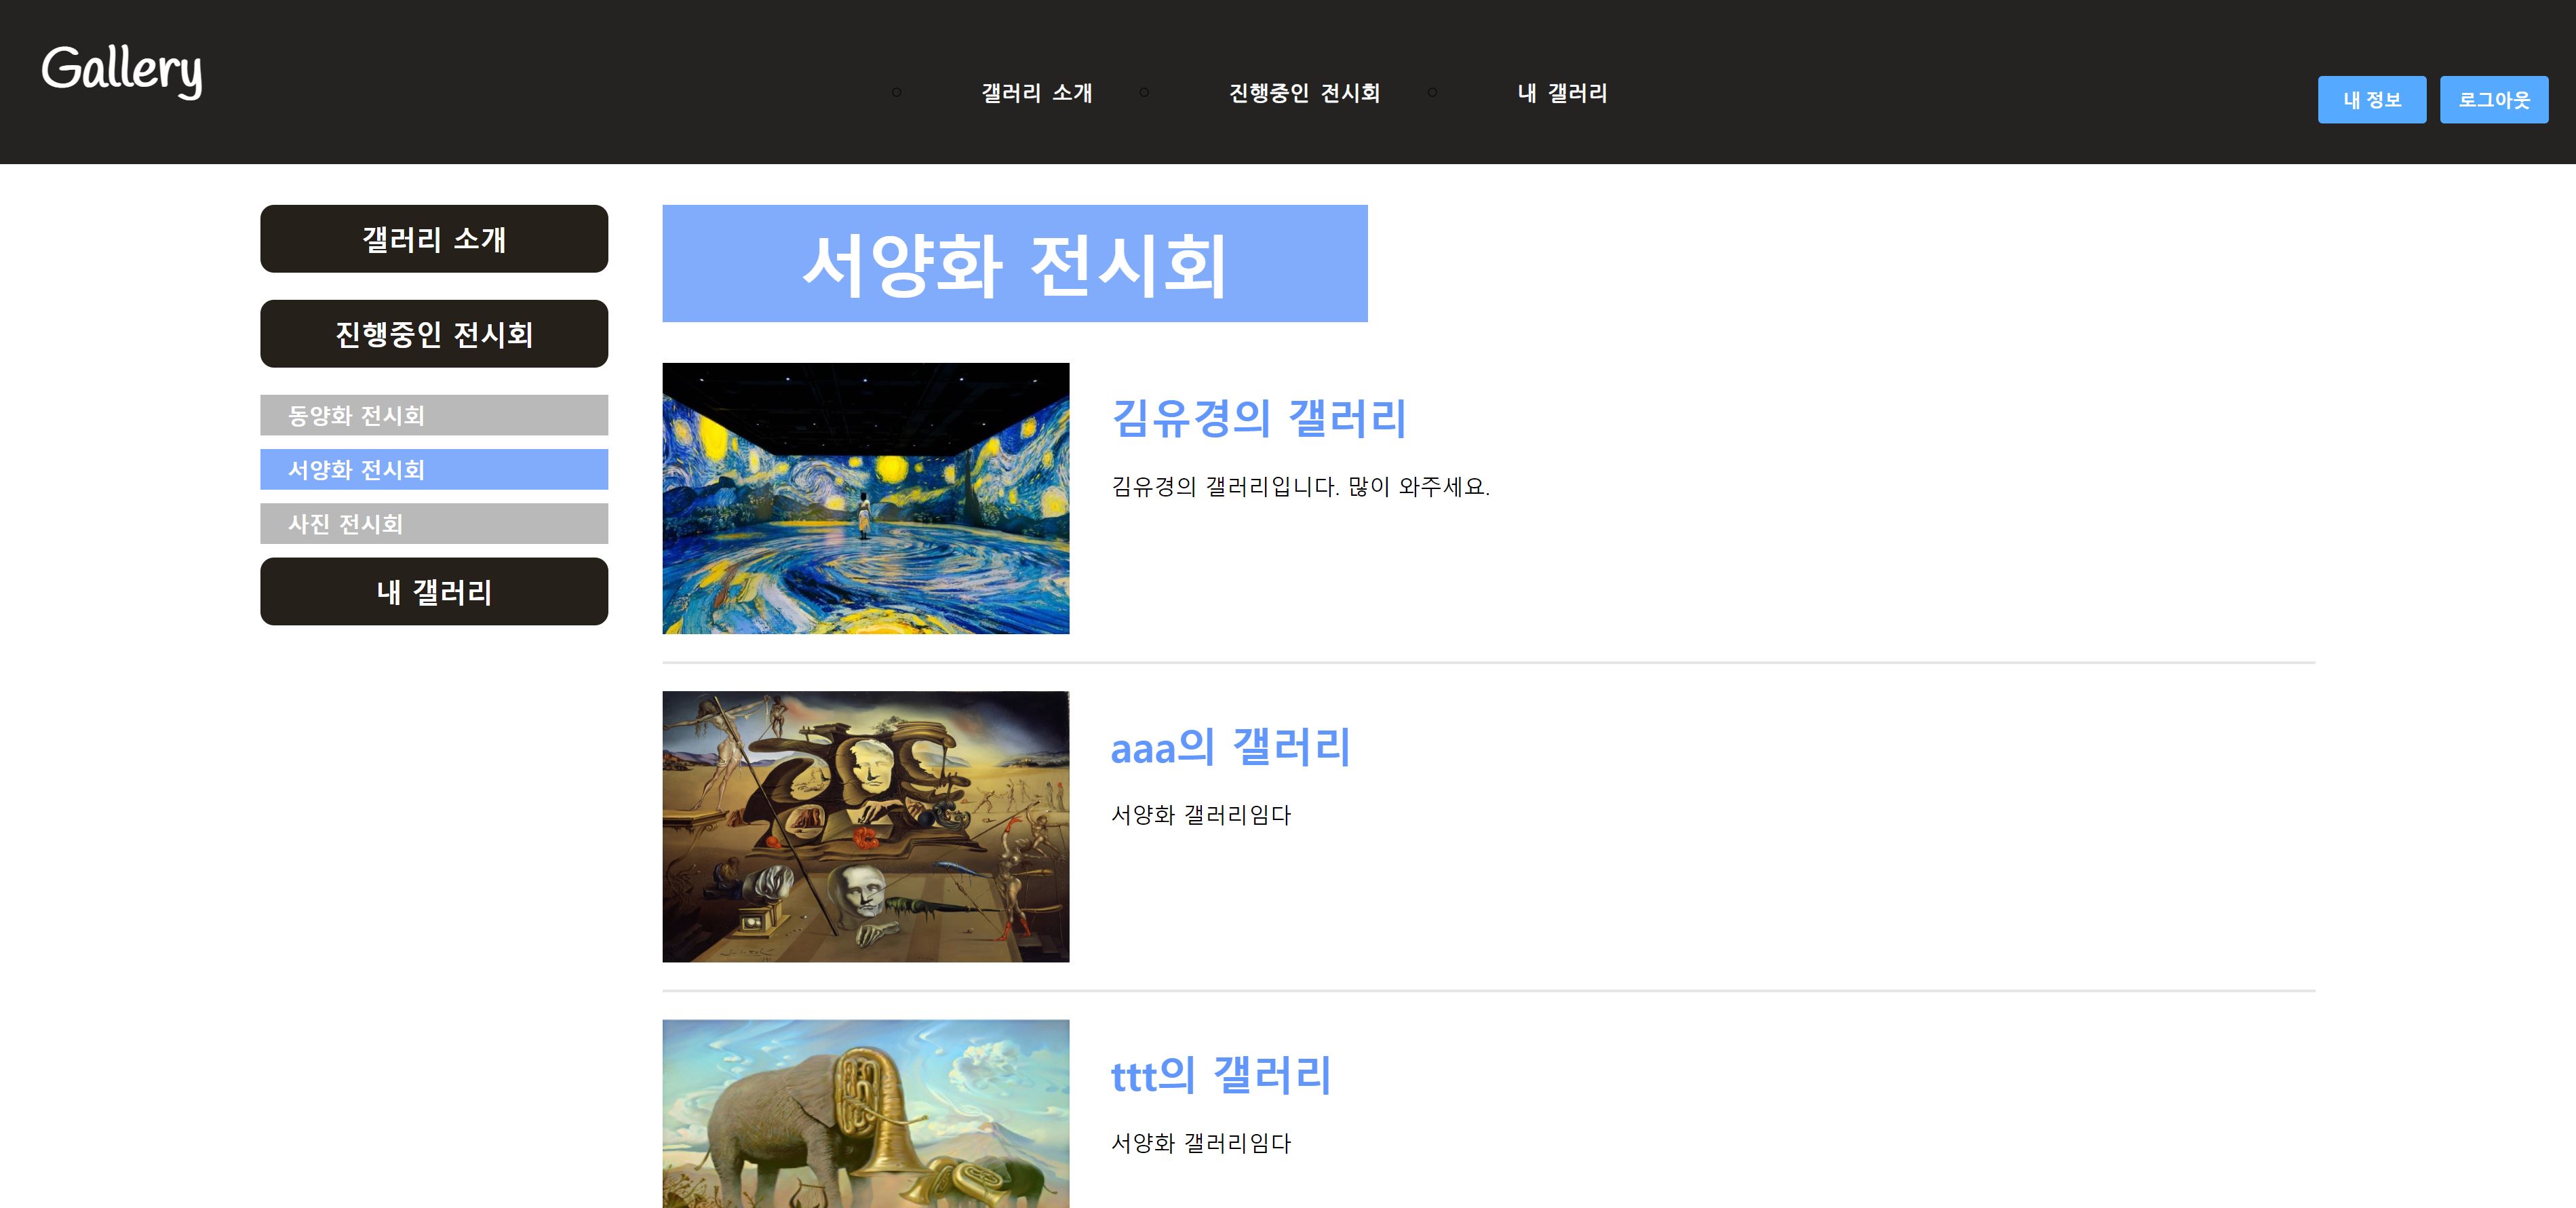 Gallery
갤러리 소개
진행중인 전시회
내 갤러리
내 정보
로그아웃
갤러리 소개
진행중인 전시회
동양화 전시회
서양화 전시회
사진 전시회
내 갤러리
서양화 전시회
김유경의 갤러리
김유경의 갤러리입니다. 많이 와주세요.
aaa의 갤러리
서양화 갤러리임다
ttt의 갤러리
서양화 갤러리임다